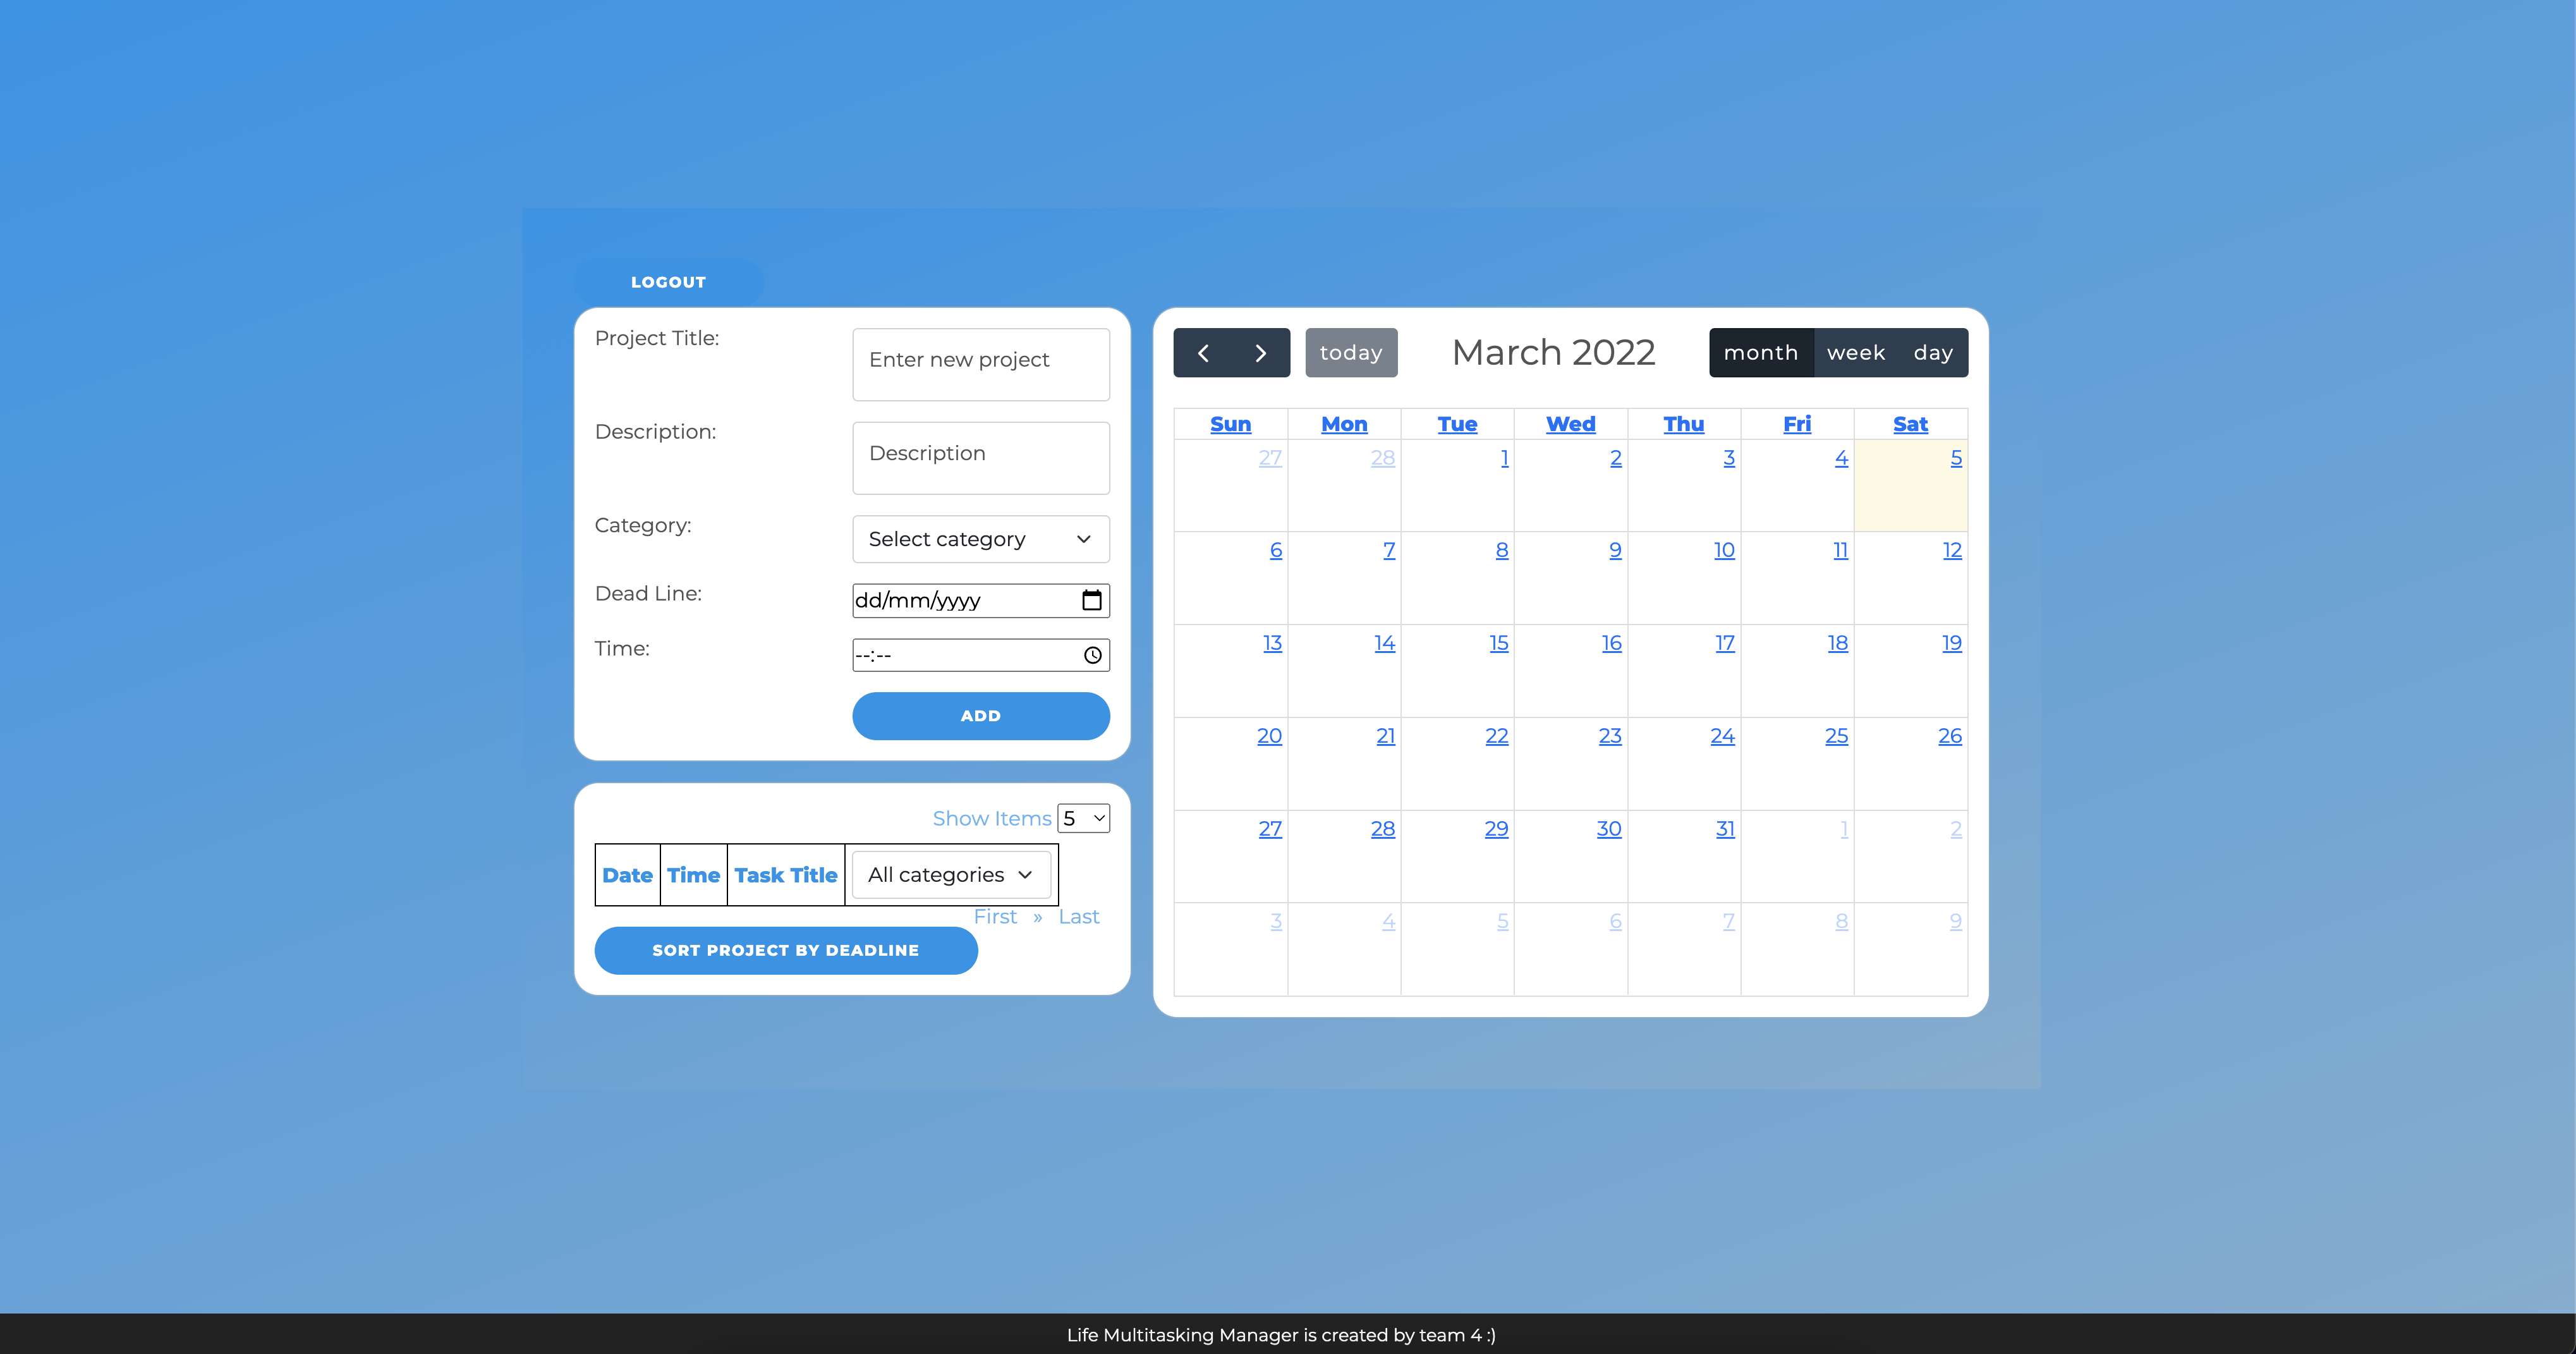 LOGOUT
Project Title:
Enter new project
Description:
Description
Category:
Select category
Dead Line:
dd/mm/yyyy
Time:
--:--
ADD
Show Items 5
Date Time Task Title All categories
First » Last
SORT PROJECT BY DEADLINE
today March 2022 month week day
Sun Mon Tue Wed Thu Fri Sat
27 28 1 2 3 4 5
6 7 8 9 10 11 12
13 14 15 16 17 18 19
20 21 22 23 24 25 26
27 28 29 30 31 1 2
3 4 5 6 7 8 9
Life Multitasking Manager is created by team 4 :)